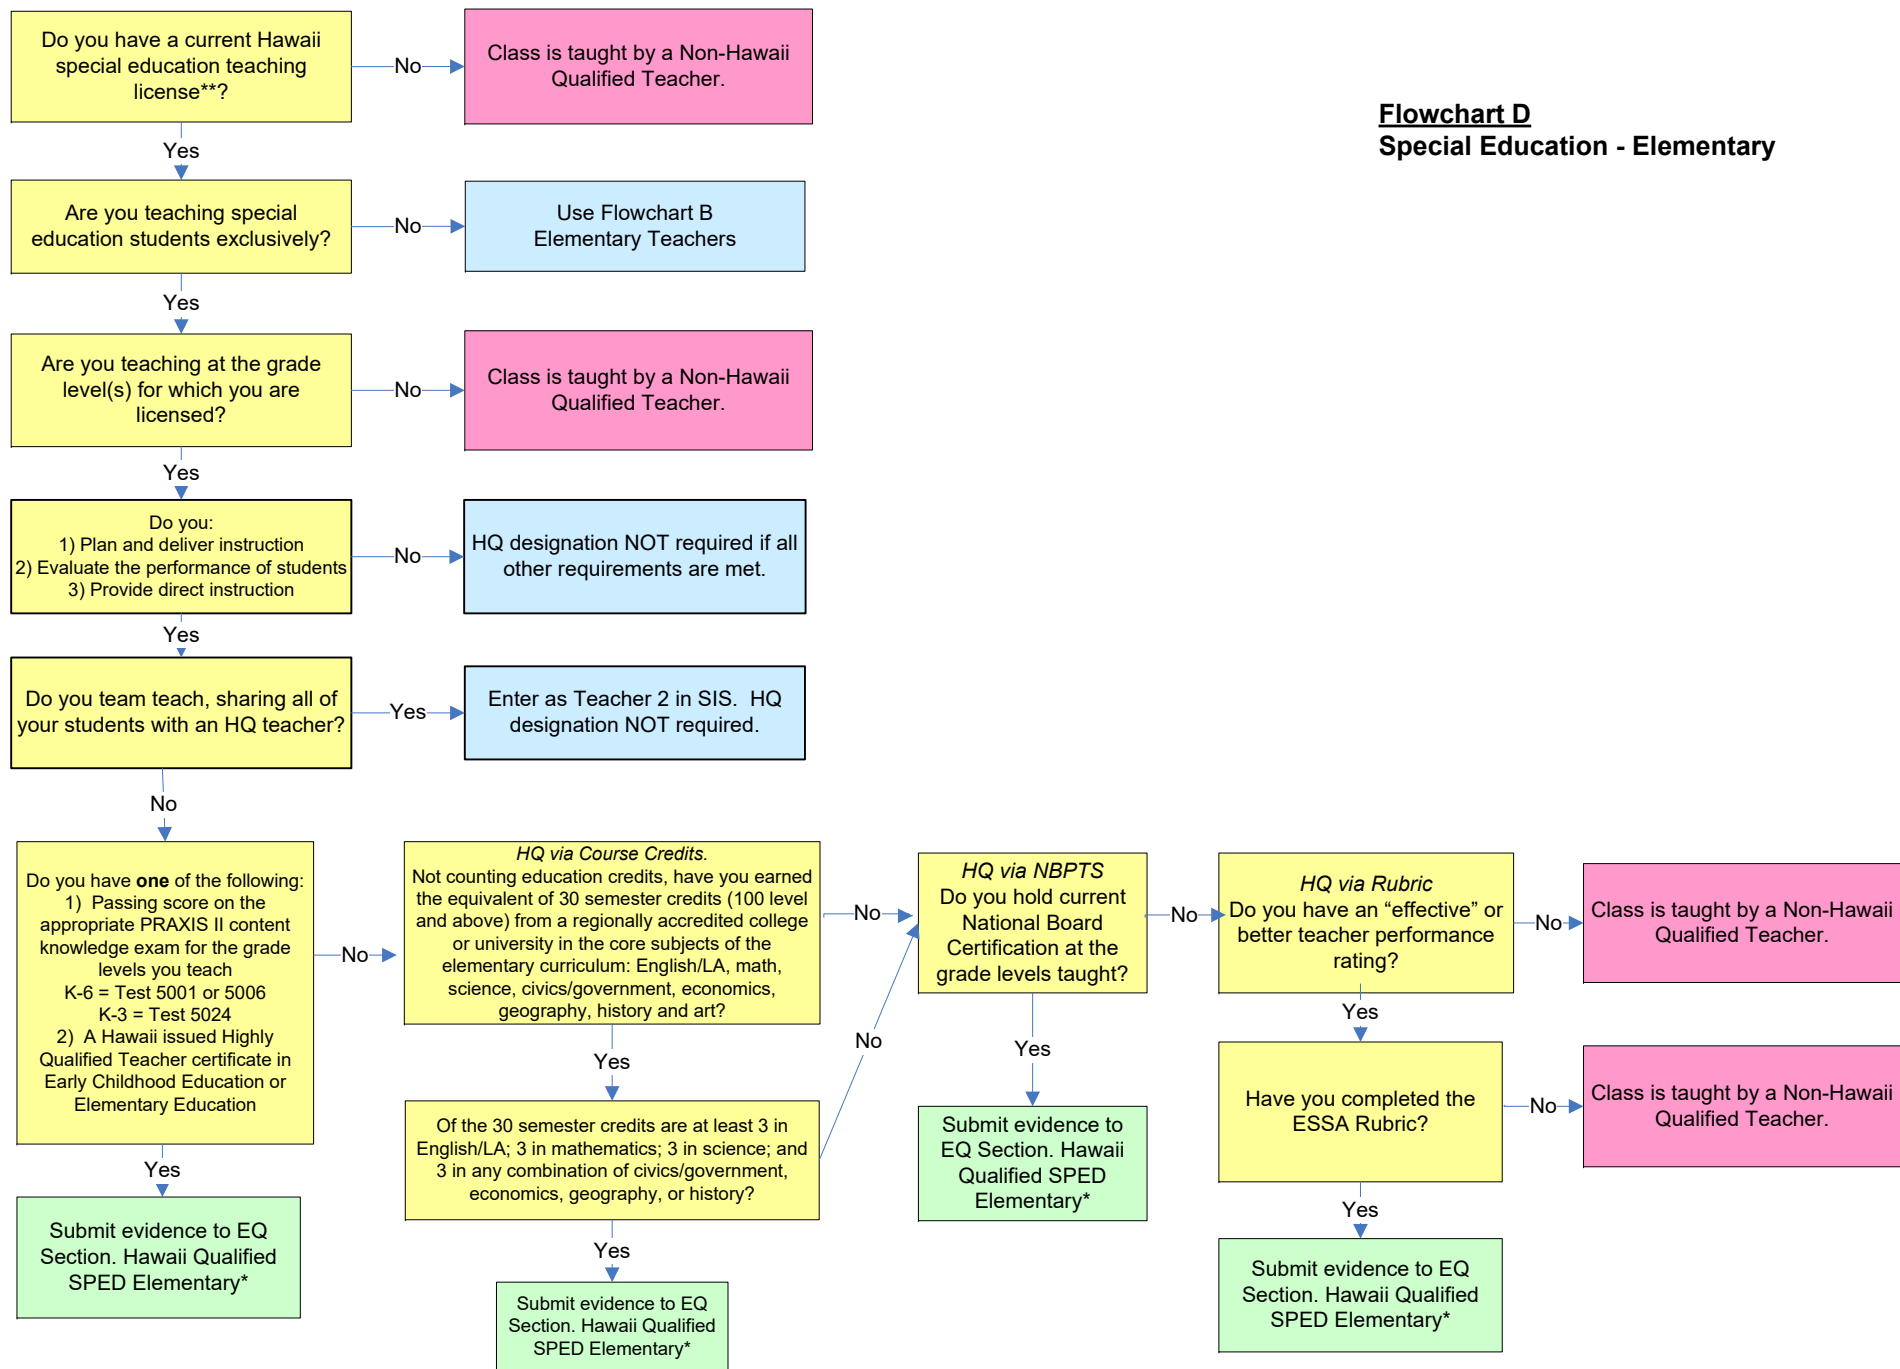 Flowchart D
Special Education - Elementary
Do you have a current Hawaii
special education teaching
license**?
No
Class is taught by a Non-Hawaii
Qualified Teacher.
Yes
Are you teaching special
education students exclusively?
No
Use Flowchart B
Elementary Teachers
Yes
Are you teaching at the grade
level(s) for which you are
licensed?
No
Class is taught by a Non-Hawaii
Qualified Teacher.
Yes
Do you:
1) Plan and deliver instruction
2) Evaluate the performance of students
3) Provide direct instruction
No
HQ designation NOT required if all
other requirements are met.
Yes
Do you team teach, sharing all of
your students with an HQ teacher?
Yes
Enter as Teacher 2 in SIS.  HQ
designation NOT required.
No
Do you have one of the following:
1)  Passing score on the
appropriate PRAXIS II content
knowledge exam for the grade
levels you teach
K-6 = Test 5001 or 5006
K-3 = Test 5024
2)  A Hawaii issued Highly
Qualified Teacher certificate in
Early Childhood Education or
Elementary Education
Yes
Submit evidence to EQ
Section. Hawaii Qualified
SPED Elementary*
No
HQ via Course Credits.
Not counting education credits, have you earned
the equivalent of 30 semester credits (100 level
and above) from a regionally accredited college
or university in the core subjects of the
elementary curriculum: English/LA, math,
science, civics/government, economics,
geography, history and art?
Yes
Of the 30 semester credits are at least 3 in
English/LA; 3 in mathematics; 3 in science; and
3 in any combination of civics/government,
economics, geography, or history?
Yes
Submit evidence to EQ
Section. Hawaii Qualified
SPED Elementary*
No
No
HQ via NBPTS
Do you hold current
National Board
Certification at the
grade levels taught?
Yes
Submit evidence to
EQ Section. Hawaii
Qualified SPED
Elementary*
No
HQ via Rubric
Do you have an “effective” or
better teacher performance
rating?
No
Class is taught by a Non-Hawaii
Qualified Teacher.
Yes
Have you completed the
ESSA Rubric?
No
Class is taught by a Non-Hawaii
Qualified Teacher.
Yes
Submit evidence to EQ
Section. Hawaii Qualified
SPED Elementary*